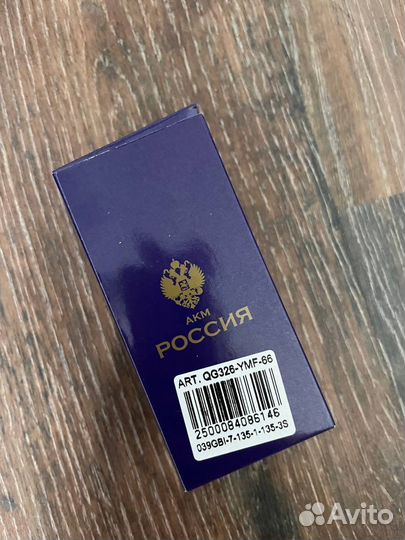 АКМ
РОССИЯ
ART. QG326-YMF-66
2500084086146
039GBI-7-135-1-135-3S
Avito